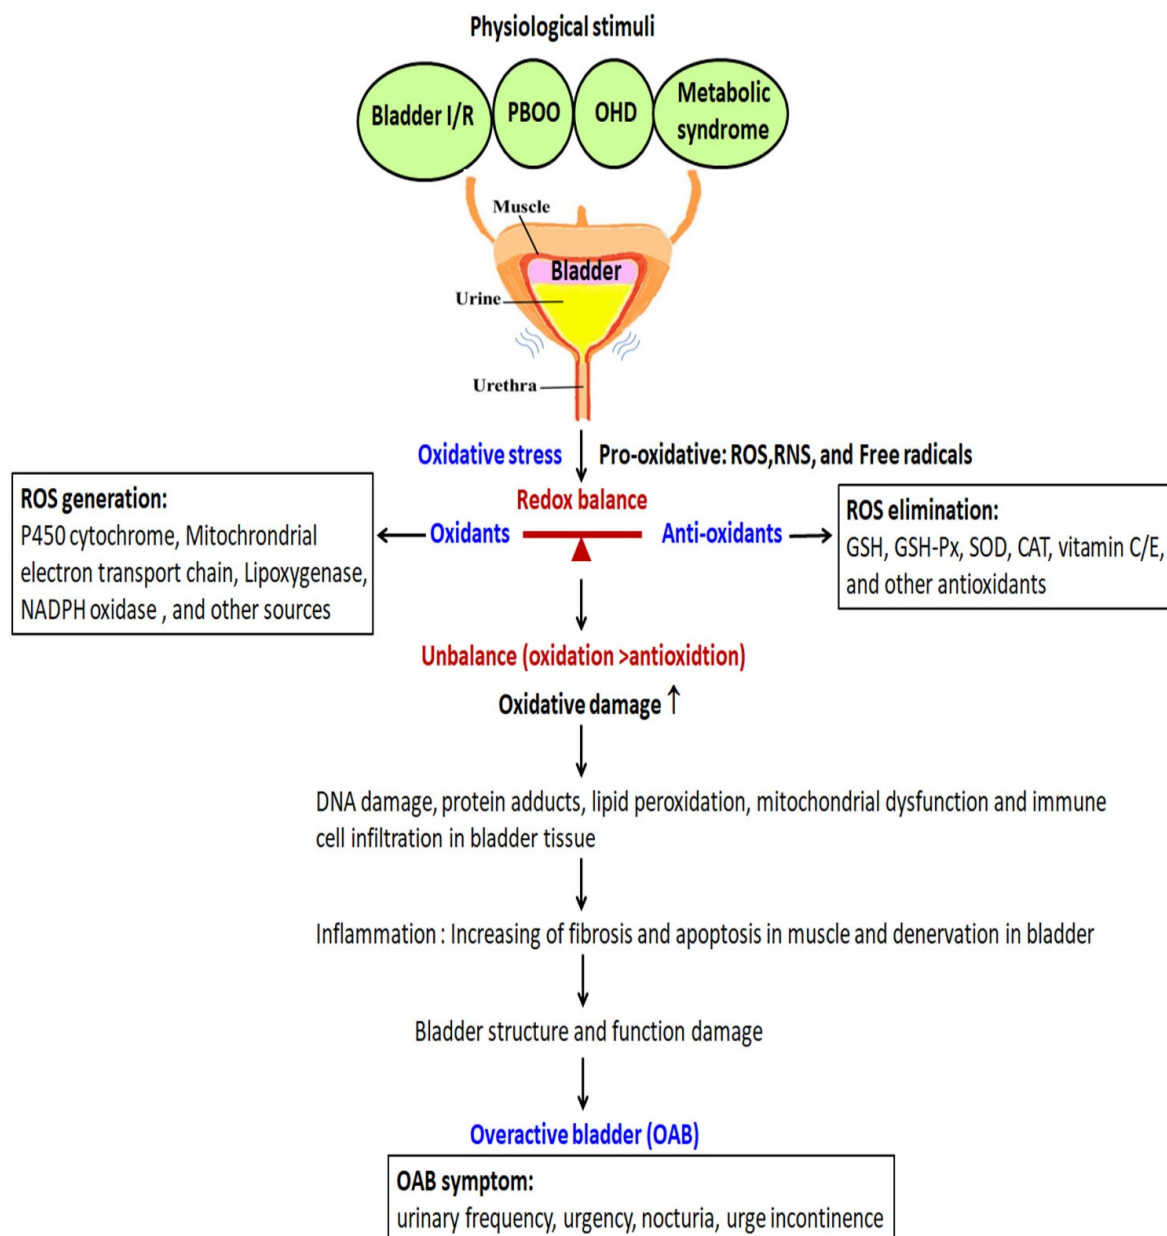 Physiological stimuli
Bladder I/R
PBOO
OHD
Metabolic
syndrome
Muscle
Bladder
Urine
Urethra
Oxidative stress
Pro-oxidative: ROS,RNS, and Free radicals
Redox balance
Oxidants
Anti-oxidants
ROS generation:
P450 cytochrome, Mitochrondrial
electron transport chain, Lipoxygenase,
NADPH oxidase , and other sources
ROS elimination:
GSH, GSH-Px, SOD, CAT, vitamin C/E,
and other antioxidants
Unbalance (oxidation >antioxidtion)
Oxidative damage ↑
DNA damage, protein adducts, lipid peroxidation, mitochondrial dysfunction and immune
cell infiltration in bladder tissue
Inflammation : Increasing of fibrosis and apoptosis in muscle and denervation in bladder
Bladder structure and function damage
Overactive bladder (OAB)
OAB symptom:
urinary frequency, urgency, nocturia, urge incontinence